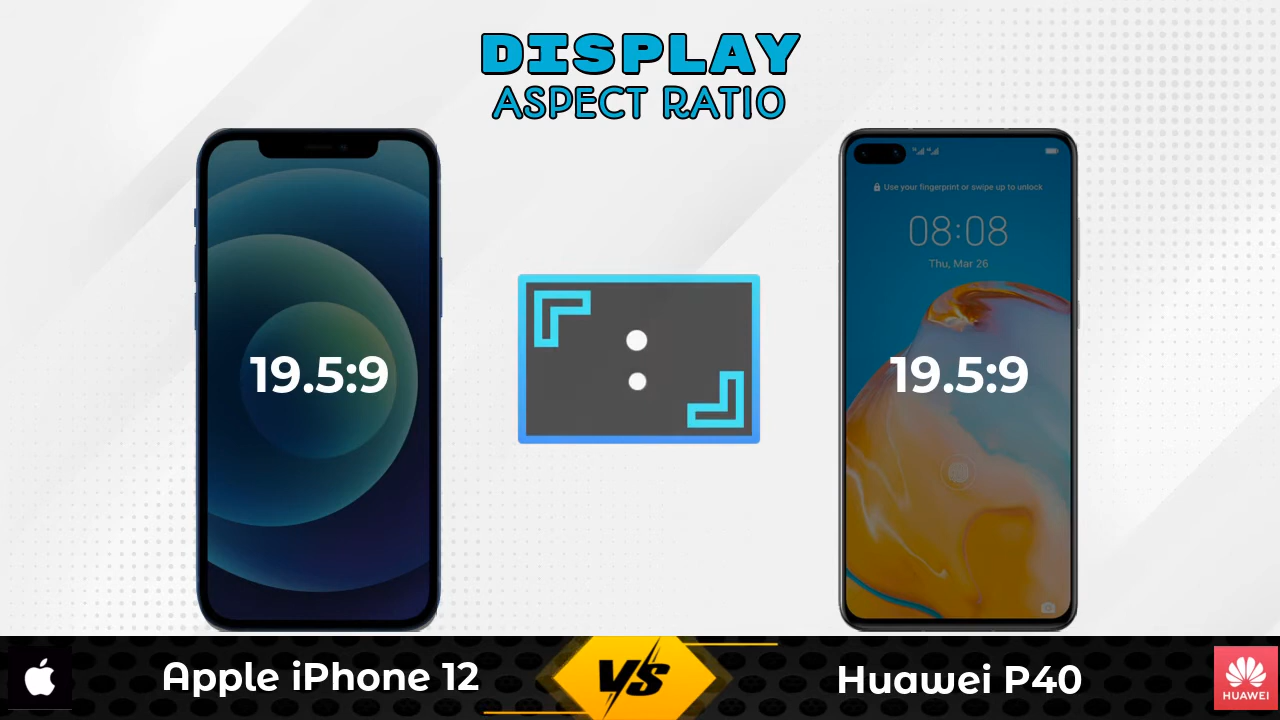 DISPLAY
ASPECT RATIO
Use your fingerprint or swipe up to unlock
08:08
Thu, Mar 26
19.5:9
19.5:9
Apple iPhone 12
VS
Huawei P40
HUAWEI